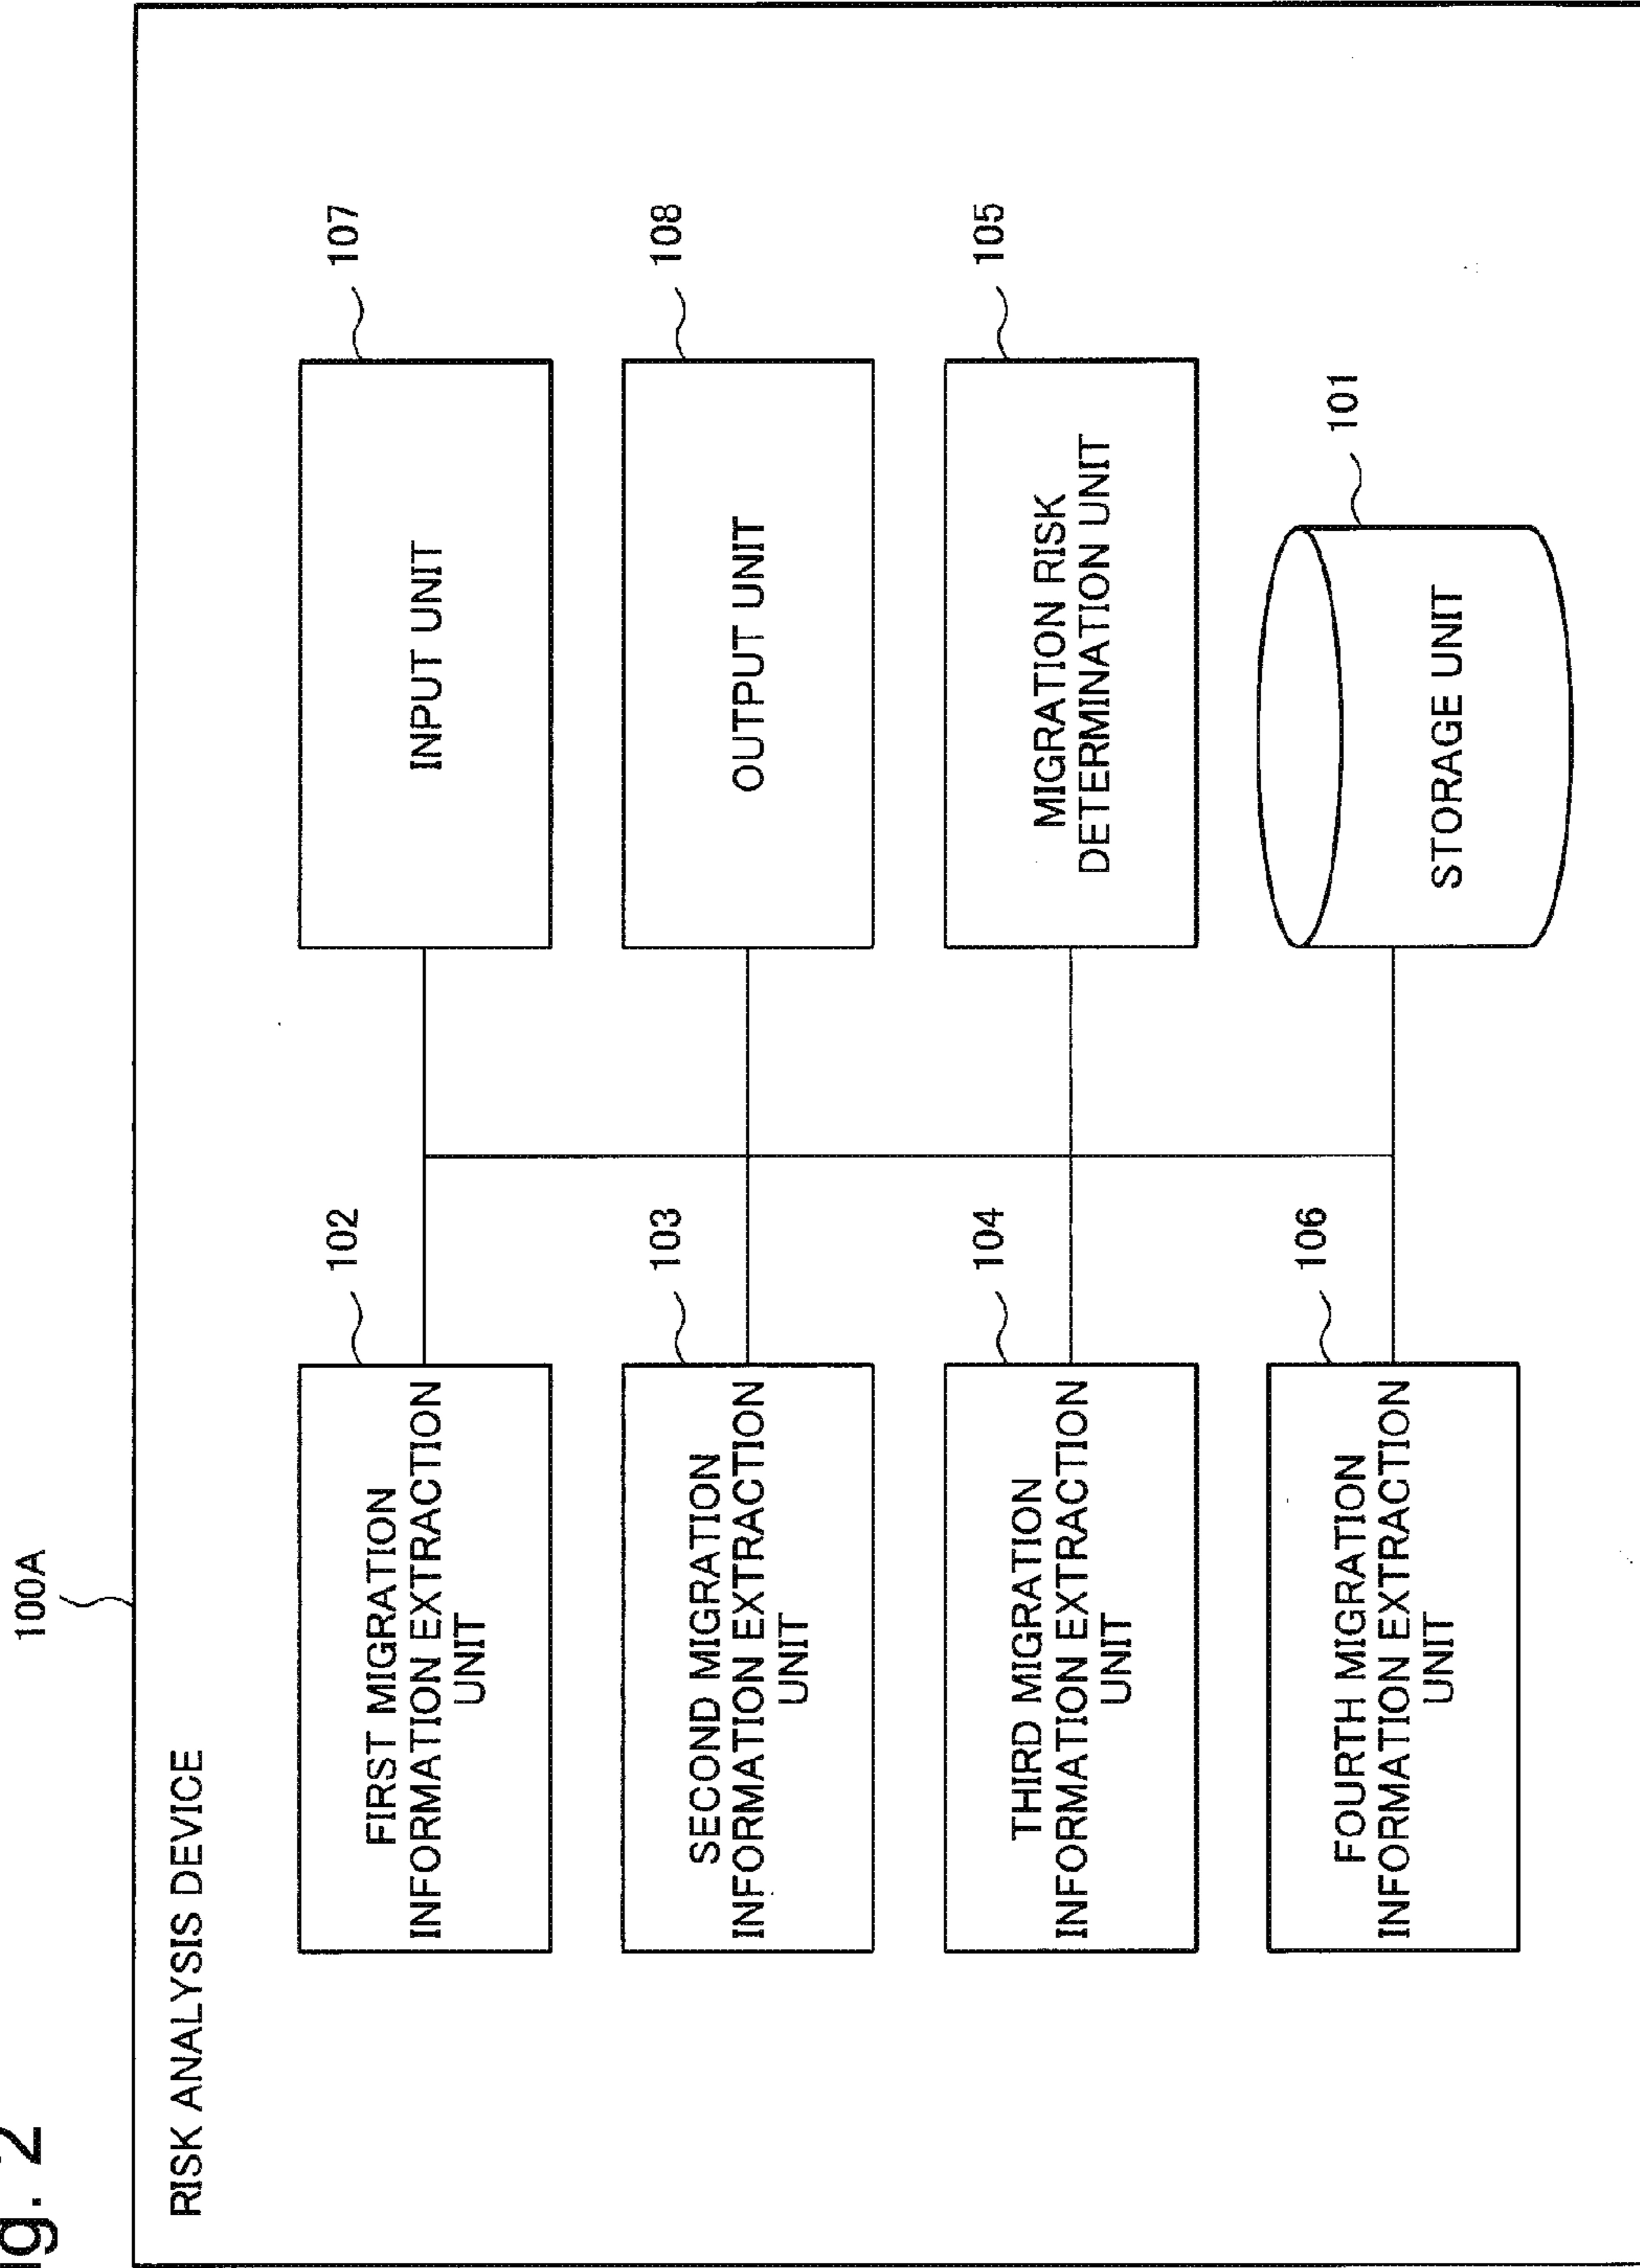 g. 2
100A
RISK ANALYSIS DEVICE
102
FIRST MIGRATION
INFORMATION EXTRACTION
UNIT
107
INPUT UNIT
103
SECOND MIGRATION
INFORMATION EXTRACTION
UNIT
108
OUTPUT UNIT
104
THIRD MIGRATION
INFORMATION EXTRACTION
UNIT
105
MIGRATION RISK
DETERMINATION UNIT
106
FOURTH MIGRATION
INFORMATION EXTRACTION
UNIT
101
STORAGE UNIT